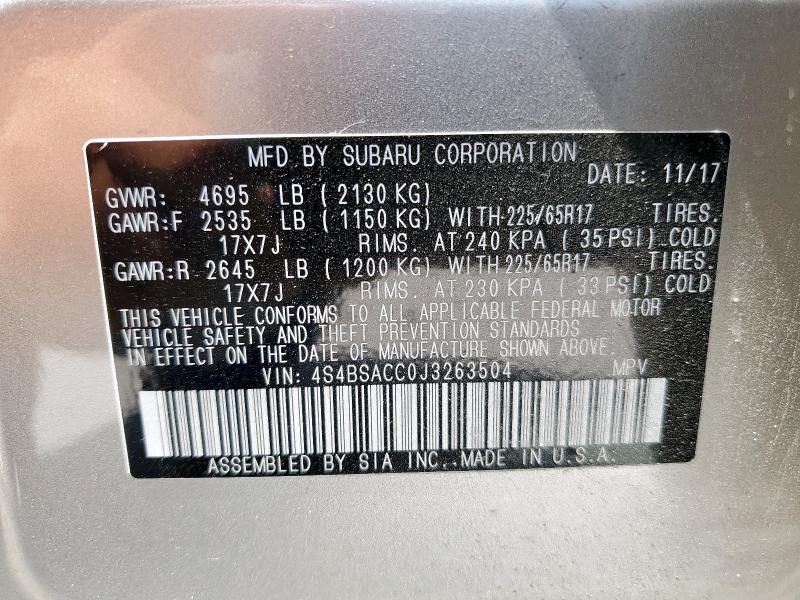 MFD BY SUBARU CORPORATION
DATE: 11/17
GVWR: 4695 LB ( 2130 KG)
GAWR:F 2535 LB ( 1150 KG) WITH 225/65R17 TIRES.
17X7J RIMS. AT 240 KPA ( 35 PSI) COLD
GAWR:R 2645 LB ( 1200 KG) WITH 225/65R17 TIRES.
17X7J RIMS. AT 230 KPA ( 33 PSI) COLD
THIS VEHICLE CONFORMS TO ALL APPLICABLE FEDERAL MOTOR
VEHICLE SAFETY AND THEFT PREVENTION STANDARDS
IN EFFECT ON THE DATE OF MANUFACTURE SHOWN ABOVE.
VIN: 4S4BSACC0J3263504 MPV
ASSEMBLED BY SIA INC. MADE IN U.S.A.